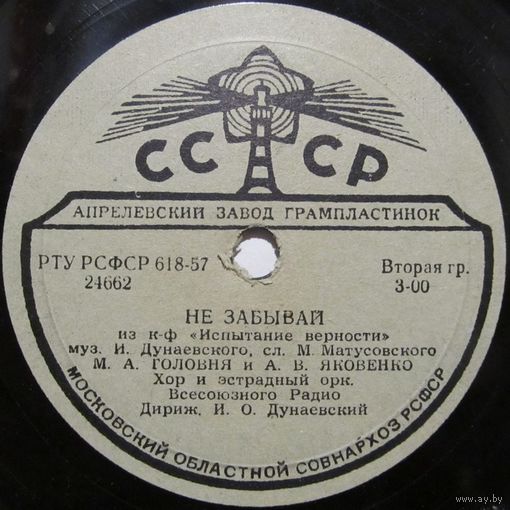 СССР
АПРЕЛЕВСКИЙ ЗАВОД ГРАМПЛАСТИНОК
РТУ РСФСР 618-57
24662
Вторая гр.
3-00
НЕ ЗАБЫВАЙ
из к-ф «Испытание верности»
муз. И. Дунаевского, сл. М. Матусовского
М. А. ГОЛОВНЯ и А. В. ЯКОВЕНКО
Хор и эстрадный орк.
Всесоюзного Радио
Дириж. И. О. Дунаевский
МОСКОВСКИЙ ОБЛАСТНОЙ СОВНАРХОЗ РСФСР
www.ay.by